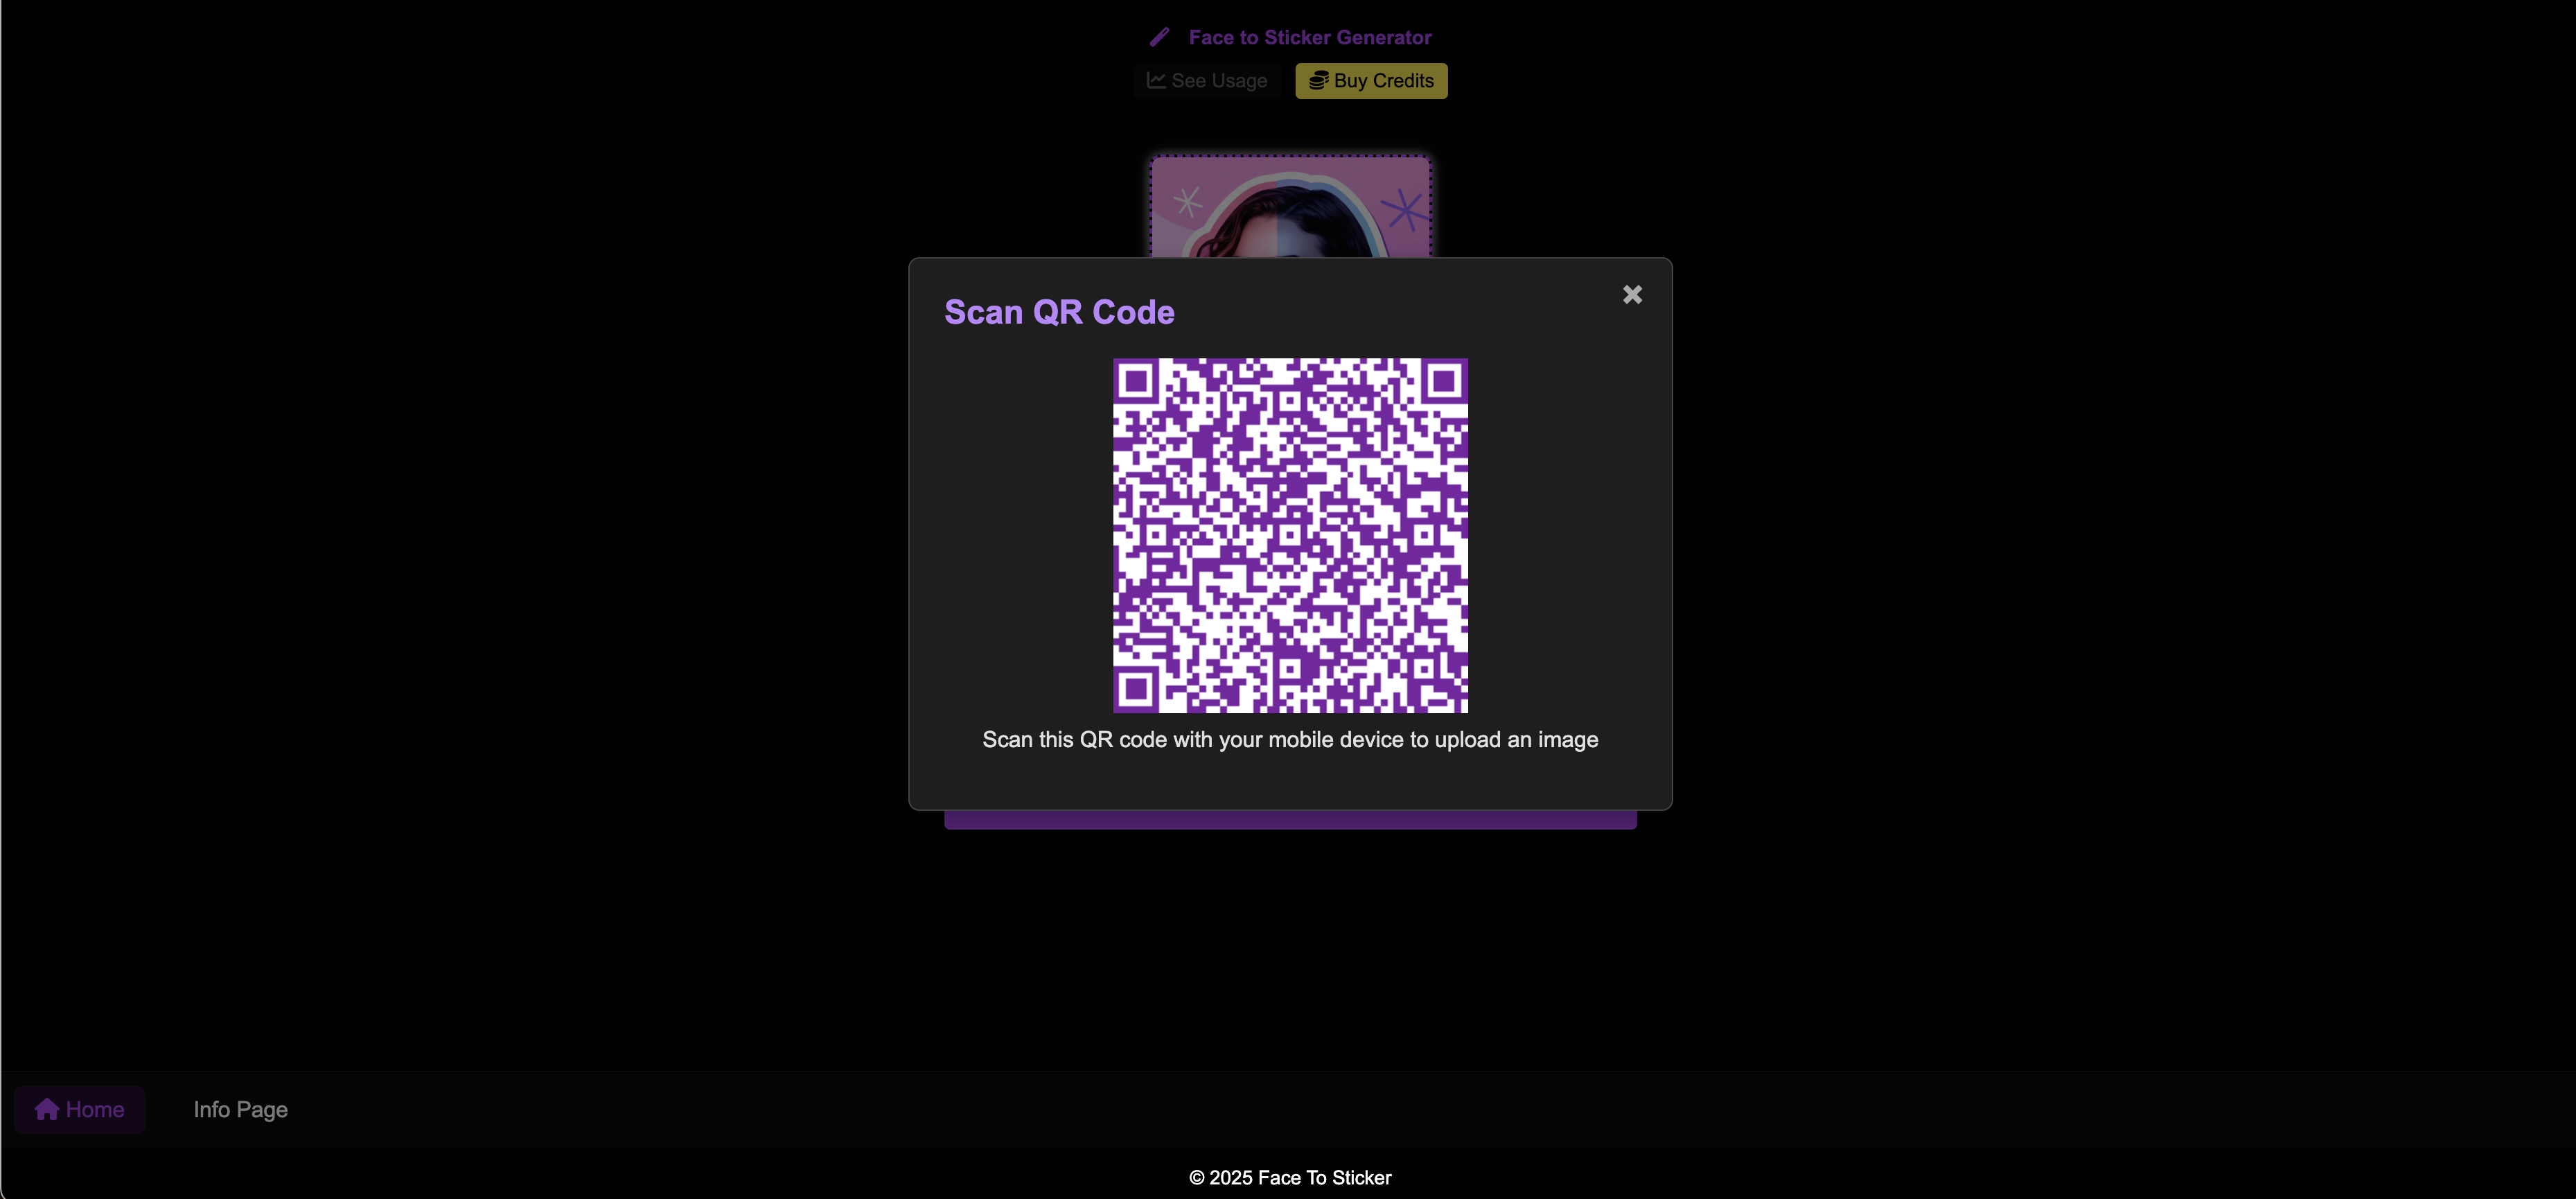 Face to Sticker Generator
See Usage
Buy Credits
Scan QR Code
Scan this QR code with your mobile device to upload an image
Home
Info Page
© 2025 Face To Sticker